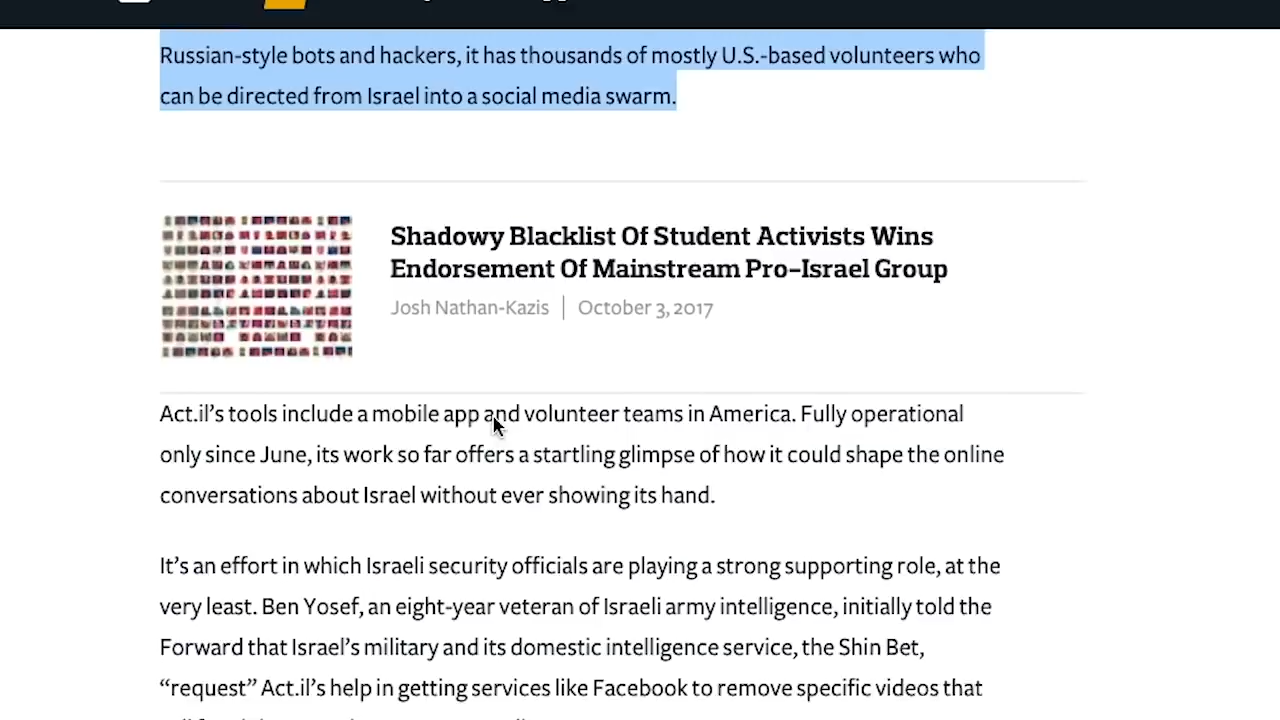 Russian-style bots and hackers, it has thousands of mostly U.S.-based volunteers who
can be directed from Israel into a social media swarm.
Shadowy Blacklist Of Student Activists Wins
Endorsement Of Mainstream Pro-Israel Group
Josh Nathan-Kazis | October 3, 2017
Act.il’s tools include a mobile app and volunteer teams in America. Fully operational
only since June, its work so far offers a startling glimpse of how it could shape the online
conversations about Israel without ever showing its hand.
It’s an effort in which Israeli security officials are playing a strong supporting role, at the
very least. Ben Yosef, an eight-year veteran of Israeli army intelligence, initially told the
Forward that Israel’s military and its domestic intelligence service, the Shin Bet,
“request” Act.il’s help in getting services like Facebook to remove specific videos that